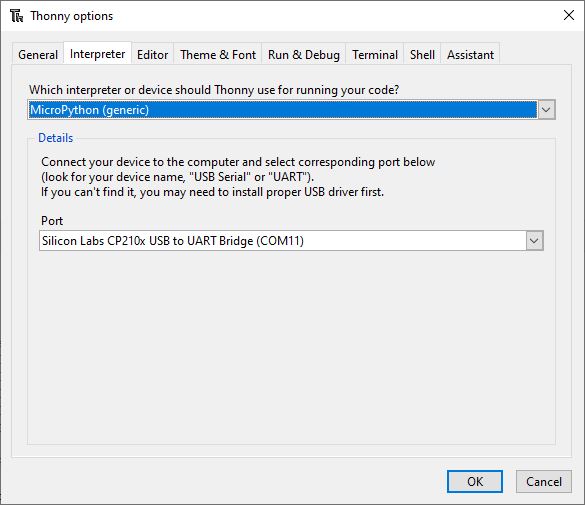 Thonny options
General Interpreter Editor Theme & Font Run & Debug Terminal Shell Assistant
Which interpreter or device should Thonny use for running your code?
MicroPython (generic)
Details
Connect your device to the computer and select corresponding port below
(look for your device name, "USB Serial" or "UART").
If you can't find it, you may need to install proper USB driver first.
Port
Silicon Labs CP210x USB to UART Bridge (COM11)
OK Cancel